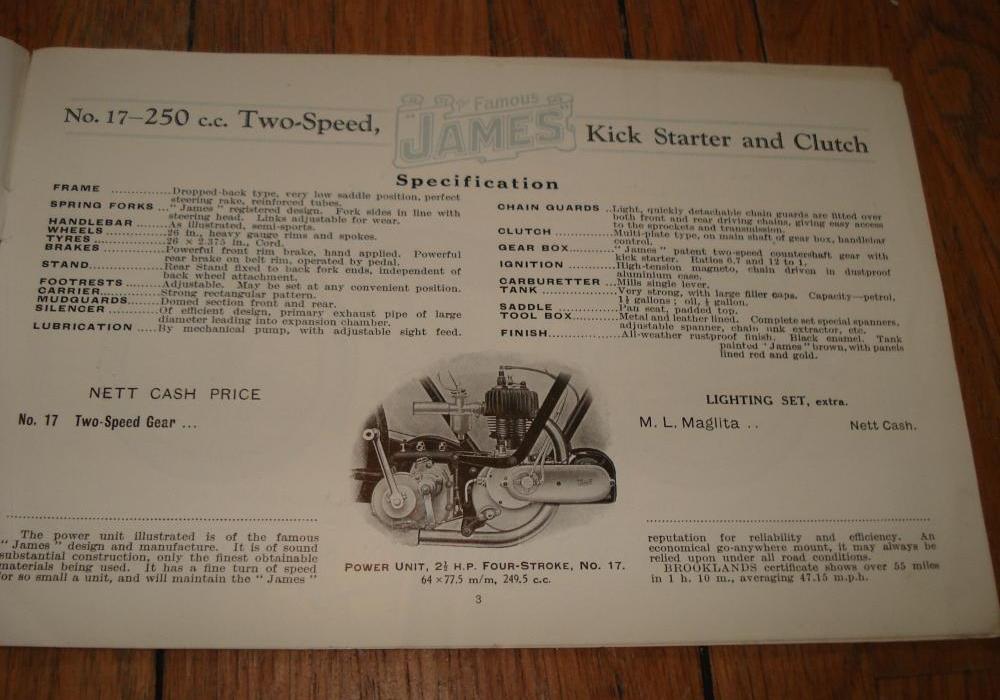 No. 17–250 c.c. Two-Speed,
The Famous
"JAMES"
Kick Starter and Clutch
Specification
FRAME ............Dropped-back type, very low saddle position, perfect
steering rake, reinforced tubes.
SPRING FORKS ..." James " registered design. Fork sides in line with
steering head. Links adjustable for wear.
HANDLEBAR .........As illustrated, semi-sports.
WHEELS ...............26 in., heavy gauge rims and spokes.
TYRES ..................26 × 2.375 in., Cord.
BRAKES ...............Powerful front rim brake, hand applied. Powerful
rear brake on belt rim, operated by pedal.
STAND..................Rear Stand fixed to back fork ends, independent of
back wheel attachment.
FOOTRESTS .........Adjustable. May be set at any convenient position.
CARRIER...............Strong rectangular pattern.
MUDGUARDS.........Domed section front and rear.
SILENCER ............Of efficient design, primary exhaust pipe of large
diameter leading into expansion chamber.
LUBRICATION ......By mechanical pump, with adjustable sight feed.
CHAIN GUARDS ...Light, quickly detachable chain guards are fitted over
both front and rear driving chains, giving easy access
to the sprockets and transmission.
CLUTCH ...............Multi-plate type, on main shaft of gear box, handlebar
control.
GEAR BOX............" James " patent two-speed countershaft gear with
kick starter. Ratios 6.7 and 12 to 1.
IGNITION ............High-tension magneto, chain driven in dustproof
aluminium case.
CARBURETTER ...Mills single lever.
TANK ..................Very strong, with large filler caps. Capacity—petrol,
1¼ gallons ; oil, ¼ gallon.
SADDLE ...............Pan seat, padded top.
TOOL BOX............Metal and leather lined. Complete set special spanners,
adjustable spanner, chain link extractor, etc.
FINISH..................All-weather rustproof finish. Black enamel. Tank
painted ' James " brown, with panels
lined red and gold.
NETT CASH PRICE
No. 17 Two-Speed Gear ...
LIGHTING SET, extra.
M. L. Maglita .. Nett Cash.
The power unit illustrated is of the famous
" James " design and manufacture. It is of sound
substantial construction, only the finest obtainable
materials being used. It has a fine turn of speed
for so small a unit, and will maintain the " James "
POWER UNIT, 2½ H.P. FOUR-STROKE, No. 17.
64 × 77.5 m/m, 249.5 c.c.
reputation for reliability and efficiency. An
economical go-anywhere mount, it may always be
relied upon under all road conditions.
BROOKLANDS certificate shows over 55 miles
in 1 h. 10 m., averaging 47.15 m.p.h.
3